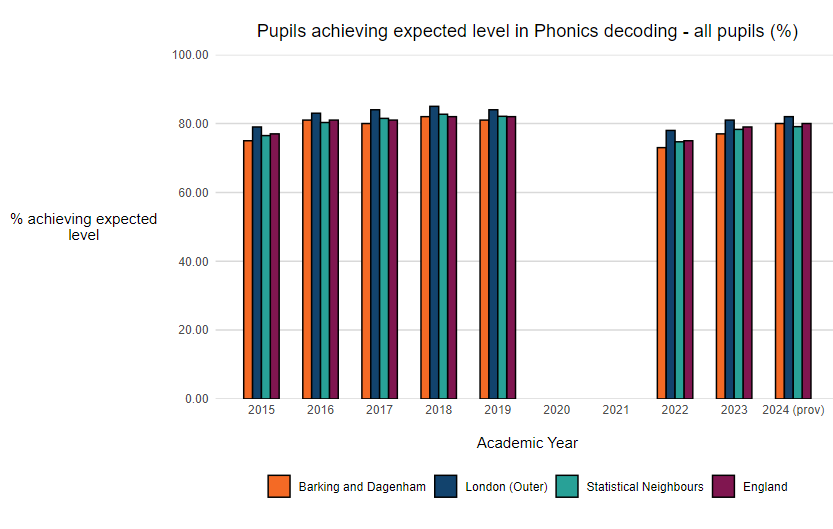 Pupils achieving expected level in Phonics decoding - all pupils (%)
100.00
80.00
60.00
40.00
20.00
0.00
% achieving expected
level
2015 2016 2017 2018 2019 2020 2021 2022 2023 2024 (prov)
Academic Year
Barking and Dagenham London (Outer) Statistical Neighbours England